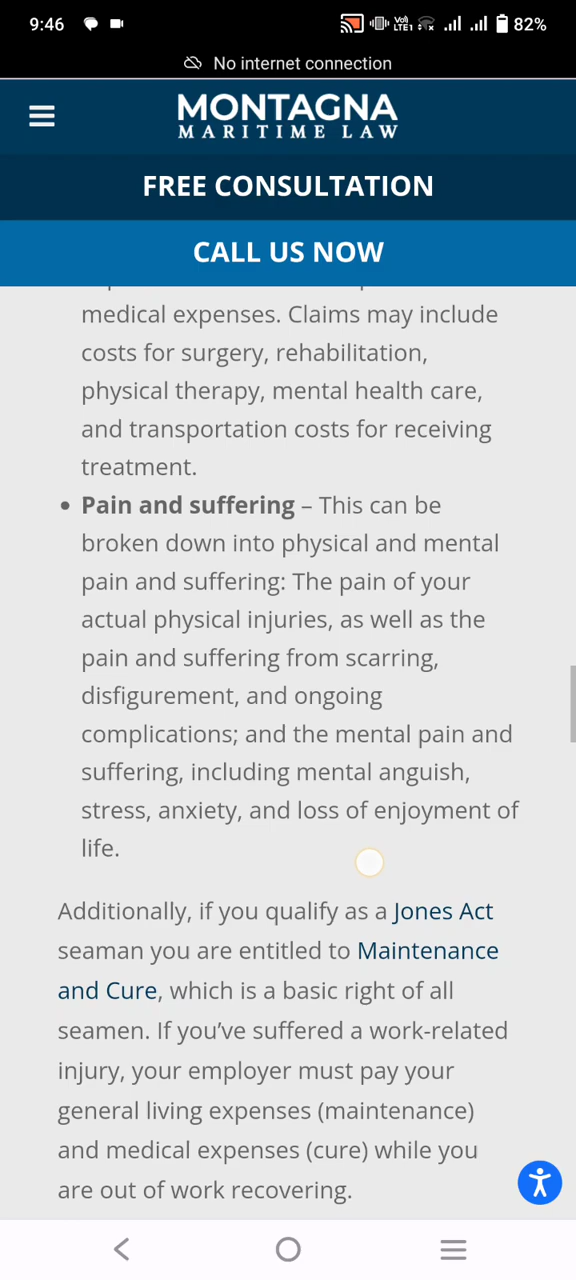 9:46
Vo) LTE1
82%
No internet connection
MONTAGNA
MARITIME LAW
FREE CONSULTATION
CALL US NOW
medical expenses. Claims may include
costs for surgery, rehabilitation,
physical therapy, mental health care,
and transportation costs for receiving
treatment.
• Pain and suffering – This can be
broken down into physical and mental
pain and suffering: The pain of your
actual physical injuries, as well as the
pain and suffering from scarring,
disfigurement, and ongoing
complications; and the mental pain and
suffering, including mental anguish,
stress, anxiety, and loss of enjoyment of
life.
Additionally, if you qualify as a Jones Act
seaman you are entitled to Maintenance
and Cure, which is a basic right of all
seamen. If you’ve suffered a work-related
injury, your employer must pay your
general living expenses (maintenance)
and medical expenses (cure) while you
are out of work recovering.